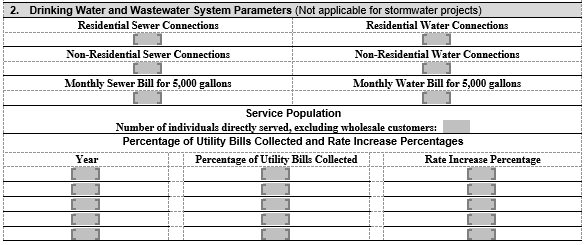 2. Drinking Water and Wastewater System Parameters (Not applicable for stormwater projects)
Residential Sewer Connections Residential Water Connections
Non-Residential Sewer Connections Non-Residential Water Connections
Monthly Sewer Bill for 5,000 gallons Monthly Water Bill for 5,000 gallons
Service Population
Number of individuals directly served, excluding wholesale customers:
Percentage of Utility Bills Collected and Rate Increase Percentages
Year Percentage of Utility Bills Collected Rate Increase Percentage